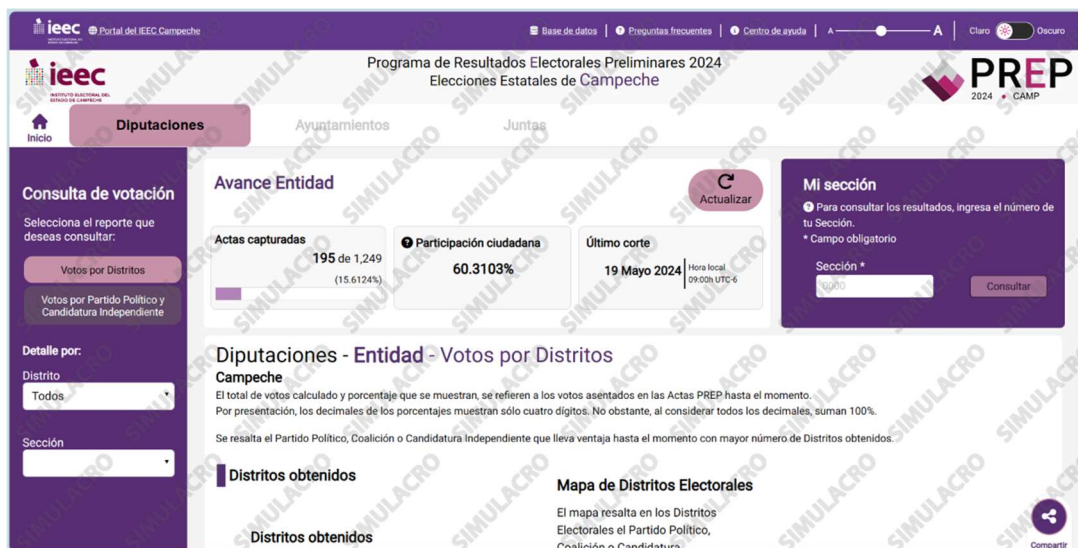 ieec
INSTITUTO ELECTORAL DEL
ESTADO DE CAMPECHE
Portal del IEEC Campeche
Base de datos | Preguntas frecuentes | Centro de ayuda | A A | Claro Oscuro
ieec
INSTITUTO ELECTORAL DEL
ESTADO DE CAMPECHE
Programa de Resultados Electorales Preliminares 2024
Elecciones Estatales de Campeche
PREP
2024 • CAMP
Inicio
Diputaciones
Ayuntamientos
Juntas
Consulta de votación
Selecciona el reporte que
deseas consultar:
Votos por Distritos
Votos por Partido Político y
Candidatura Independiente
Detalle por:
Distrito
Todos
Sección
Avance Entidad
Actualizar
Actas capturadas
195 de 1,249
(15.6124%)
Participación ciudadana
60.3103%
Último corte
19 Mayo 2024
Hora local
09:00h UTC-6
Mi sección
Para consultar los resultados, ingresa el número de
tu Sección.
* Campo obligatorio
Sección *
0000
Consultar
Diputaciones - Entidad - Votos por Distritos
Campeche
El total de votos calculado y porcentaje que se muestran, se refieren a los votos asentados en las Actas PREP hasta el momento.
Por presentación, los decimales de los porcentajes muestran sólo cuatro dígitos. No obstante, al considerar todos los decimales, suman 100%.
Se resalta el Partido Político, Coalición o Candidatura Independiente que lleva ventaja hasta el momento con mayor número de Distritos obtenidos.
Distritos obtenidos
Distritos obtenidos
Mapa de Distritos Electorales
El mapa resalta en los Distritos
Electorales el Partido Político,
Coalición o Candidatura
Compartir
SIMULACRO